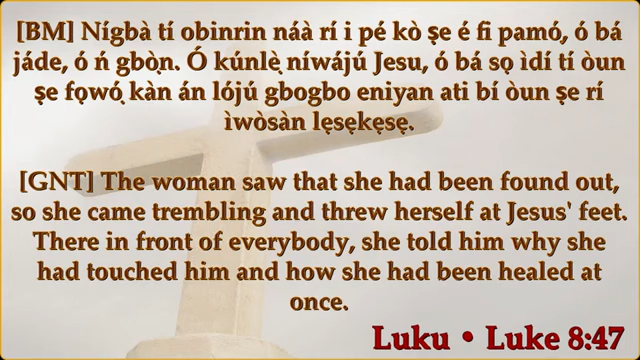 [BM] Nígbà tí obinrin náà rí i pé kò ṣe é fi pamọ́, ó bá
jáde, ó ń gbọ̀n. Ó kúnlẹ̀ níwájú Jesu, ó bá sọ ìdí tí òun
ṣe fọwọ́ kàn án lójú gbogbo eniyan ati bí òun ṣe rí
ìwòsàn lẹsẹkẹsẹ.
[GNT] The woman saw that she had been found out,
so she came trembling and threw herself at Jesus' feet.
There in front of everybody, she told him why she
had touched him and how she had been healed at
once.
Luku • Luke 8:47